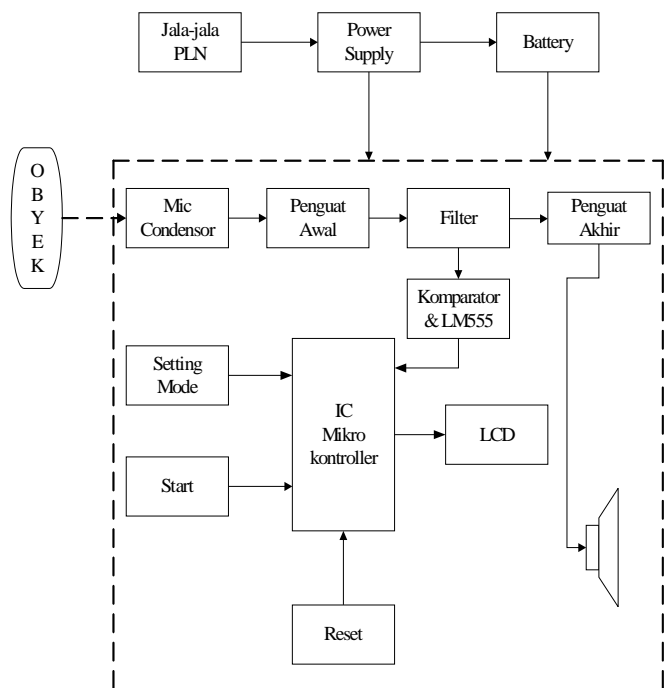 Jala-jala
PLN
Power
Supply
Battery
O
B
Y
E
K
Mic
Condensor
Penguat
Awal
Filter
Penguat
Akhir
Komparator
& LM555
Setting
Mode
IC
Mikro
kontroller
LCD
Start
Reset